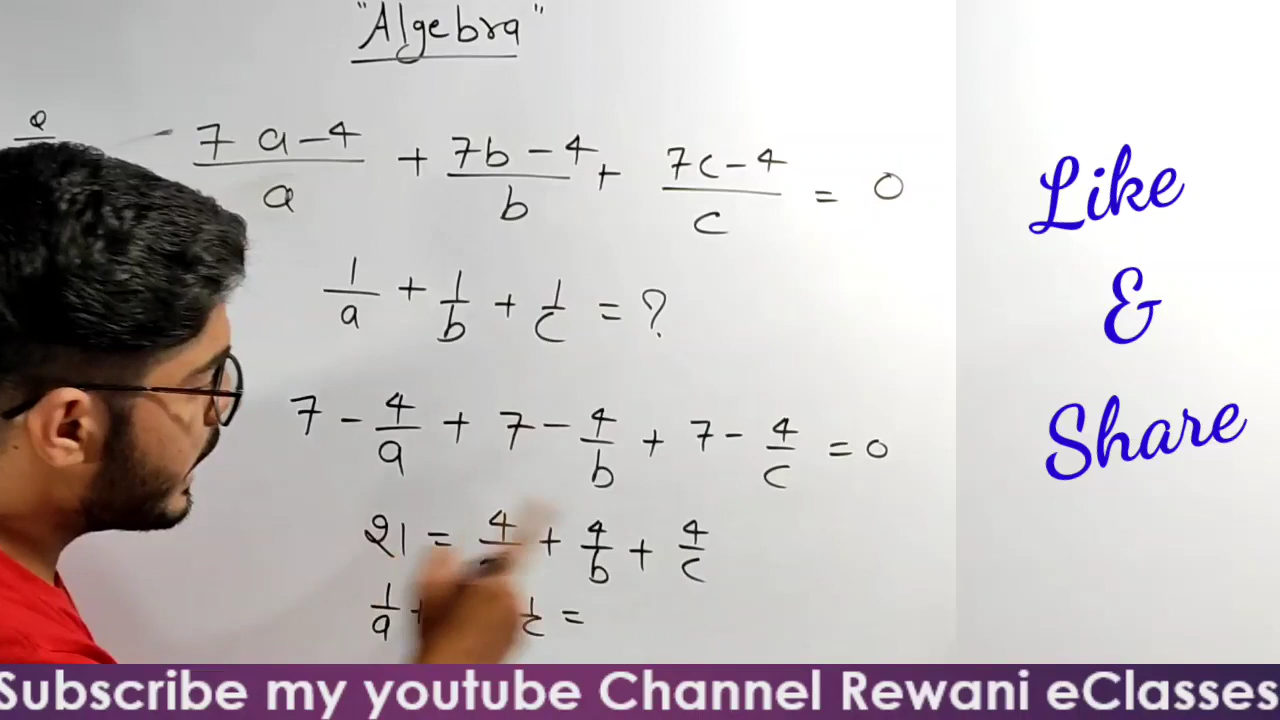 "Algebra"
a
7a-4/a + 7b-4/b + 7c-4/c = 0
1/a + 1/b + 1/c = ?
7 - 4/a + 7 - 4/b + 7 - 4/c = 0
21 = 4 + 4/b + 4/c
1/a + 1/c =
Like
&
Share
Subscribe my youtube Channel Rewani eClasses